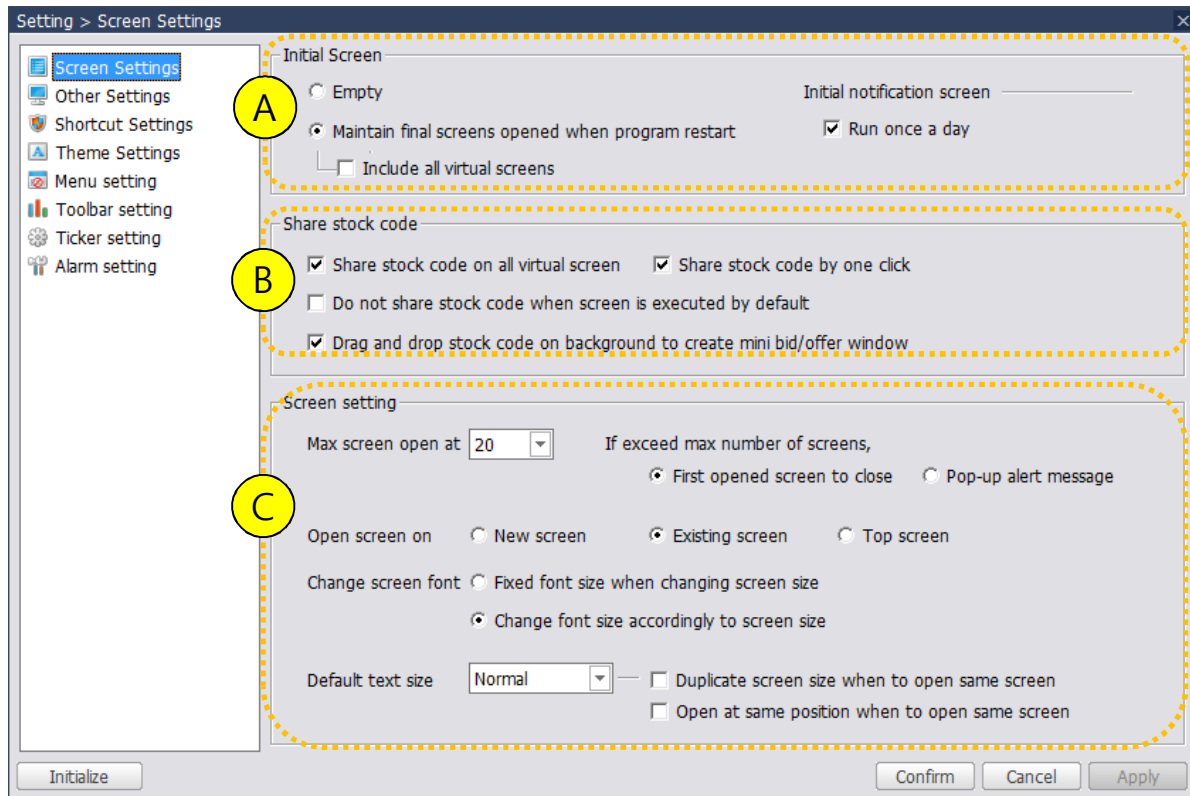 Setting > Screen Settings
Screen Settings
Other Settings
Shortcut Settings
Theme Settings
Menu setting
Toolbar setting
Ticker setting
Alarm setting
A
Initial Screen
Empty
Initial notification screen
Maintain final screens opened when program restart
Run once a day
Include all virtual screens
B
Share stock code
Share stock code on all virtual screen Share stock code by one click
Do not share stock code when screen is executed by default
Drag and drop stock code on background to create mini bid/offer window
C
Screen setting
Max screen open at 20 If exceed max number of screens,
First opened screen to close Pop-up alert message
Open screen on New screen Existing screen Top screen
Change screen font Fixed font size when changing screen size
Change font size accordingly to screen size
Default text size Normal Duplicate screen size when to open same screen
Open at same position when to open same screen
Initialize Confirm Cancel Apply